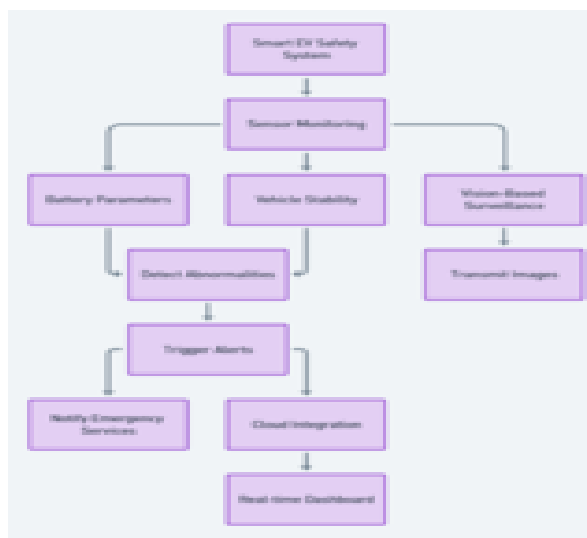 Smart EV Safety
System
Sensor Monitoring
Battery Parameters
Vehicle Stability
Vision-Based
Surveillance
Detect Abnormalities
Transmit Images
Trigger Alerts
Notify Emergency
Services
Cloud Integration
Real-time Dashboard